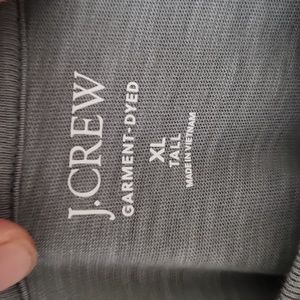 J.CREW
GARMENT-DYED
XL
TALL
MADE IN VIETNAM